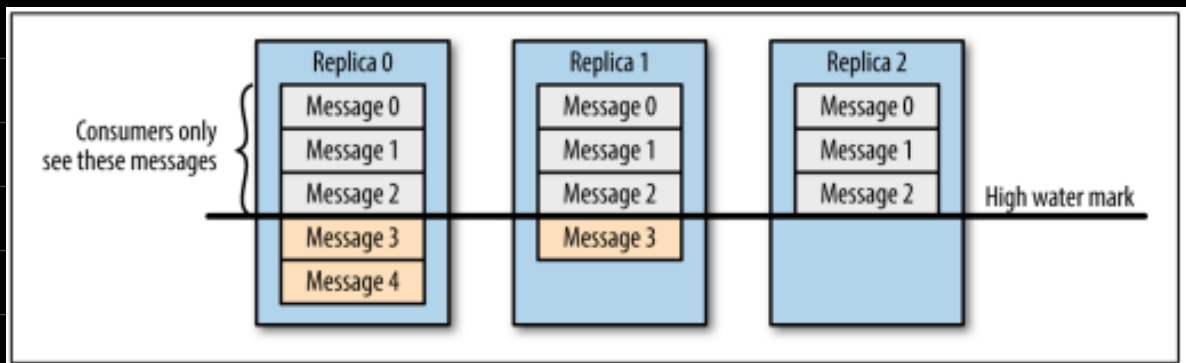 Consumers only
see these messages
Replica 0
Message 0
Message 1
Message 2
Message 3
Message 4
Replica 1
Message 0
Message 1
Message 2
Message 3
Replica 2
Message 0
Message 1
Message 2
High water mark